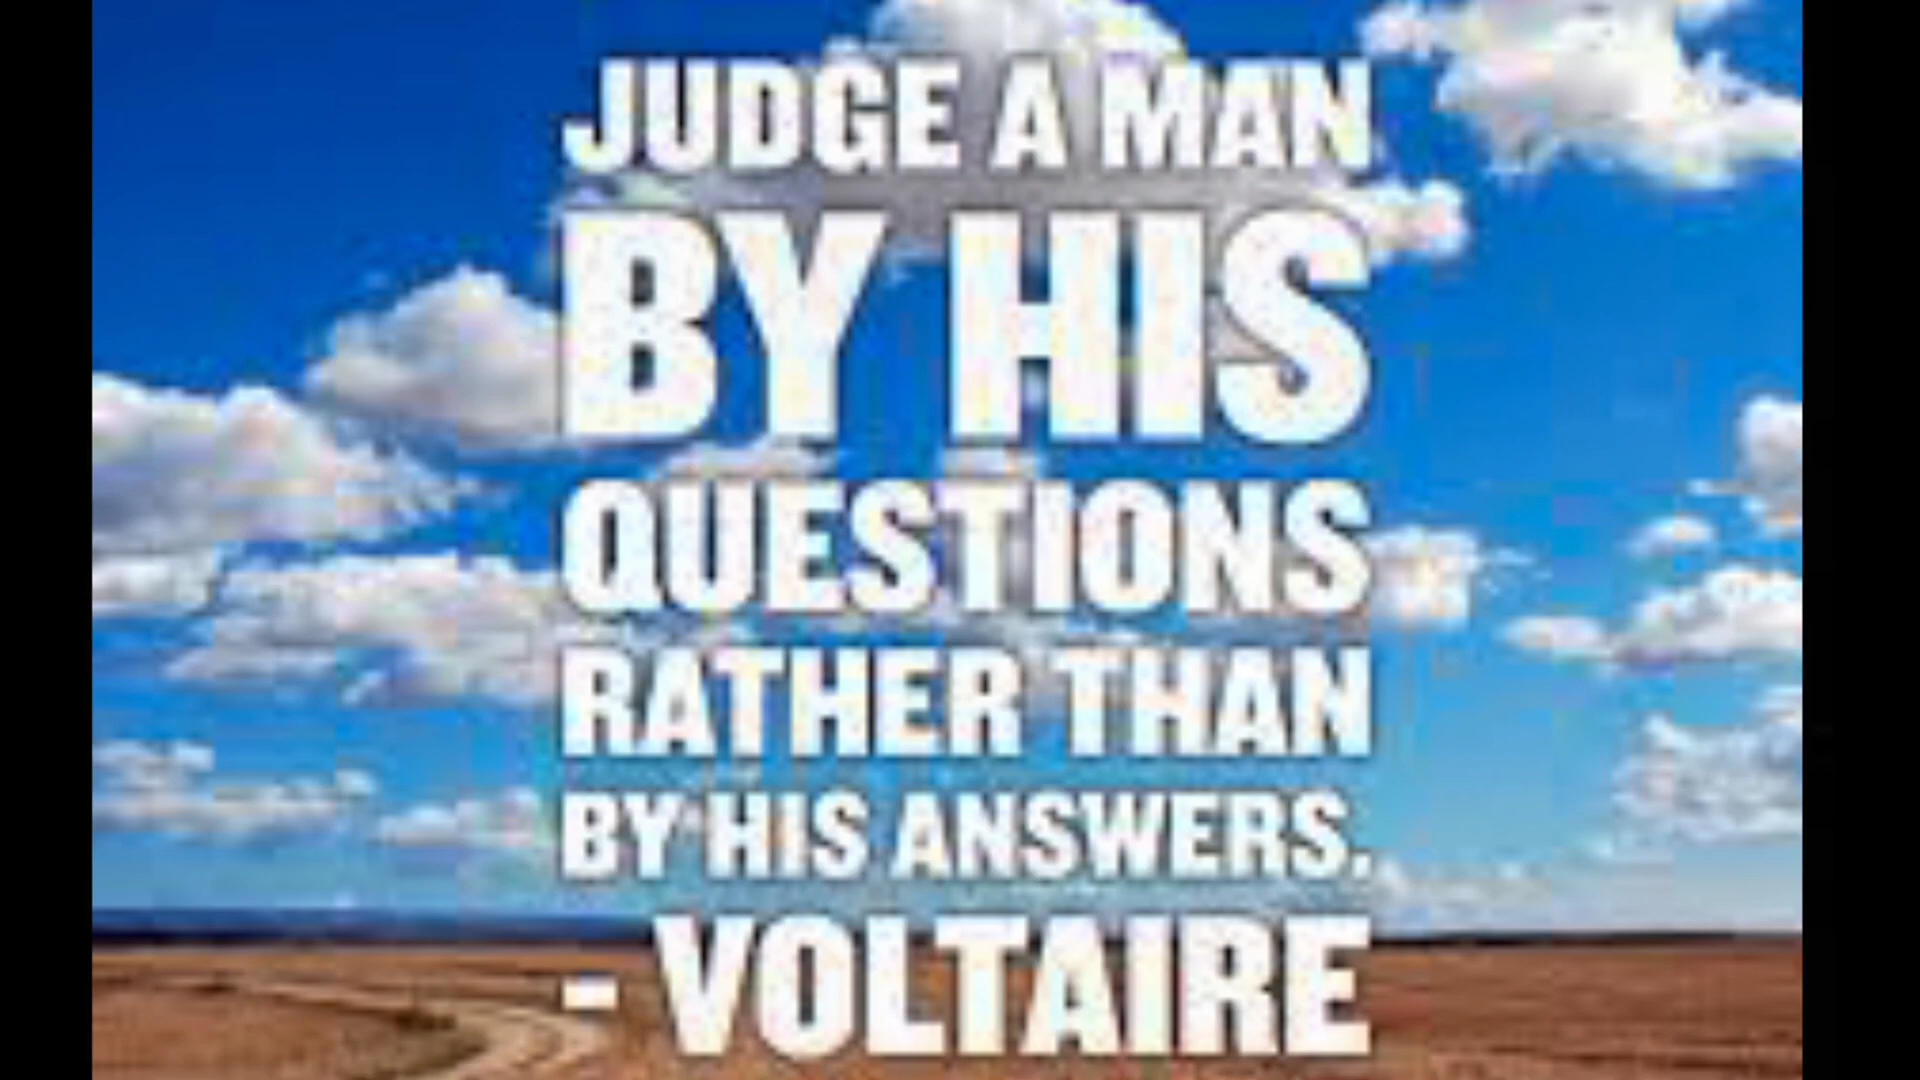 JUDGE A MAN
BY HIS
QUESTIONS
RATHER THAN
BY HIS ANSWERS.
- VOLTAIRE